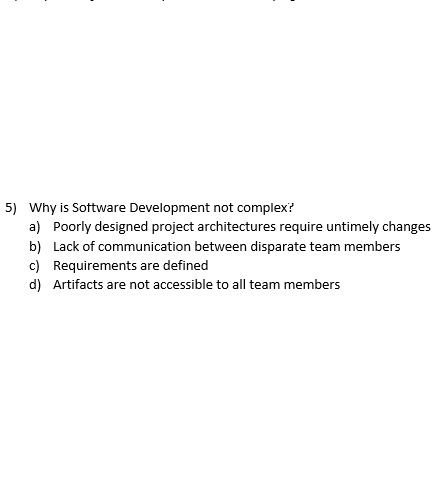 5) Why is Software Development not complex?
a) Poorly designed project architectures require untimely changes
b) Lack of communication between disparate team members
c) Requirements are defined
d) Artifacts are not accessible to all team members